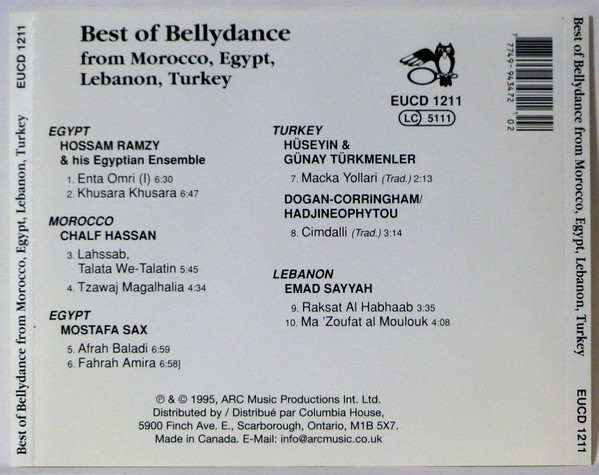 Best of Bellydance from Morocco, Egypt, Lebanon, Turkey
EUCD 1211
Best of Bellydance
from Morocco, Egypt,
Lebanon, Turkey
EUCD 1211
LC 5111
7 7749-94347 2 02
EGYPT
HOSSAM RAMZY
& his Egyptian Ensemble
1. Enta Omri (I) 6:30
2. Khusara Khusara 6:47
MOROCCO
CHALF HASSAN
3. Lahssab,
Talata We-Talatin 5:45
4. Tzawaj Magalhalia 4:34
EGYPT
MOSTAFA SAX
5. Afrah Baladi 6:59
6. Fahrah Amira 6:58]
TURKEY
HÜSEYIN &
GÜNAY TÜRKMENLER
7. Macka Yollari (Trad.) 2:13
DOGAN-CORRINGHAM/
HADJINEOPHYTOU
8. Cimdalli (Trad.) 3:14
LEBANON
EMAD SAYYAH
9. Raksat Al Habhaab 3:35
10. Ma 'Zoufat al Moulouk 4:08
℗ & © 1995, ARC Music Productions Int. Ltd.
Distributed by / Distribué par Columbia House,
5900 Finch Ave. E., Scarborough, Ontario, M1B 5X7.
Made in Canada. E-Mail: info@arcmusic.co.uk
Best of Bellydance from Morocco, Egypt, Lebanon, Turkey
EUCD 1211